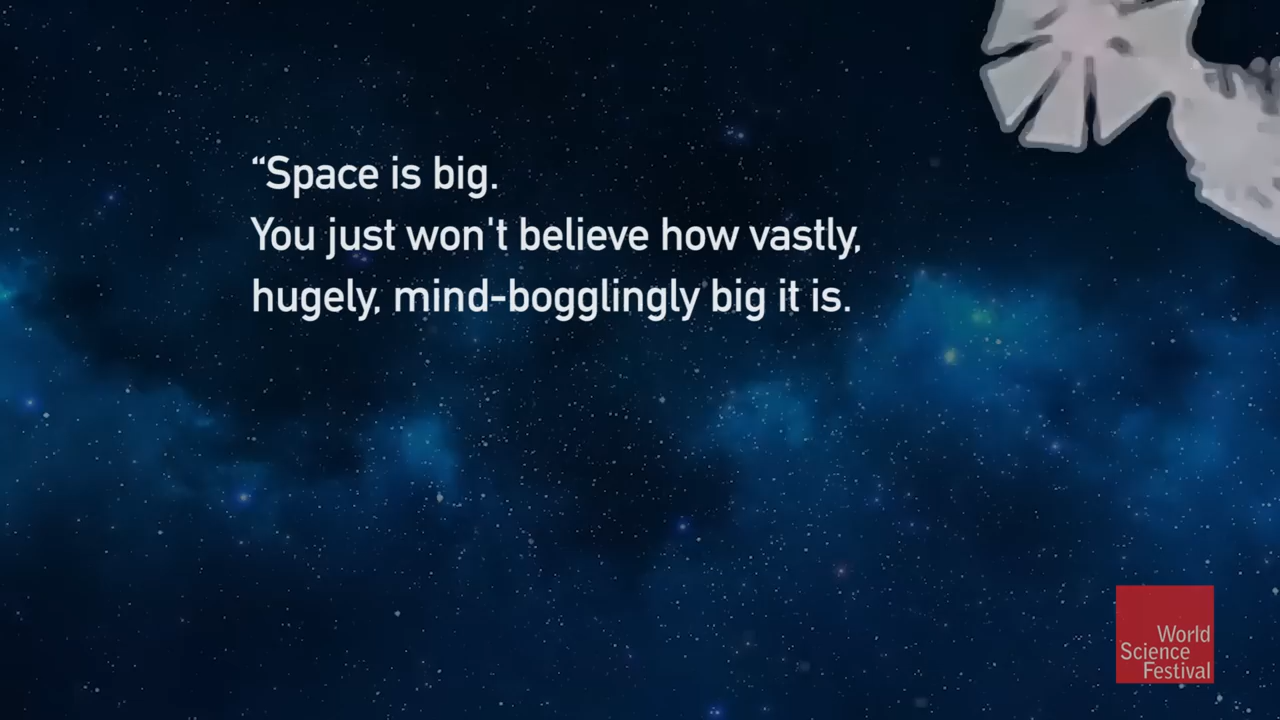 “Space is big.
You just won't believe how vastly,
hugely, mind-bogglingly big it is.
World
Science
Festival